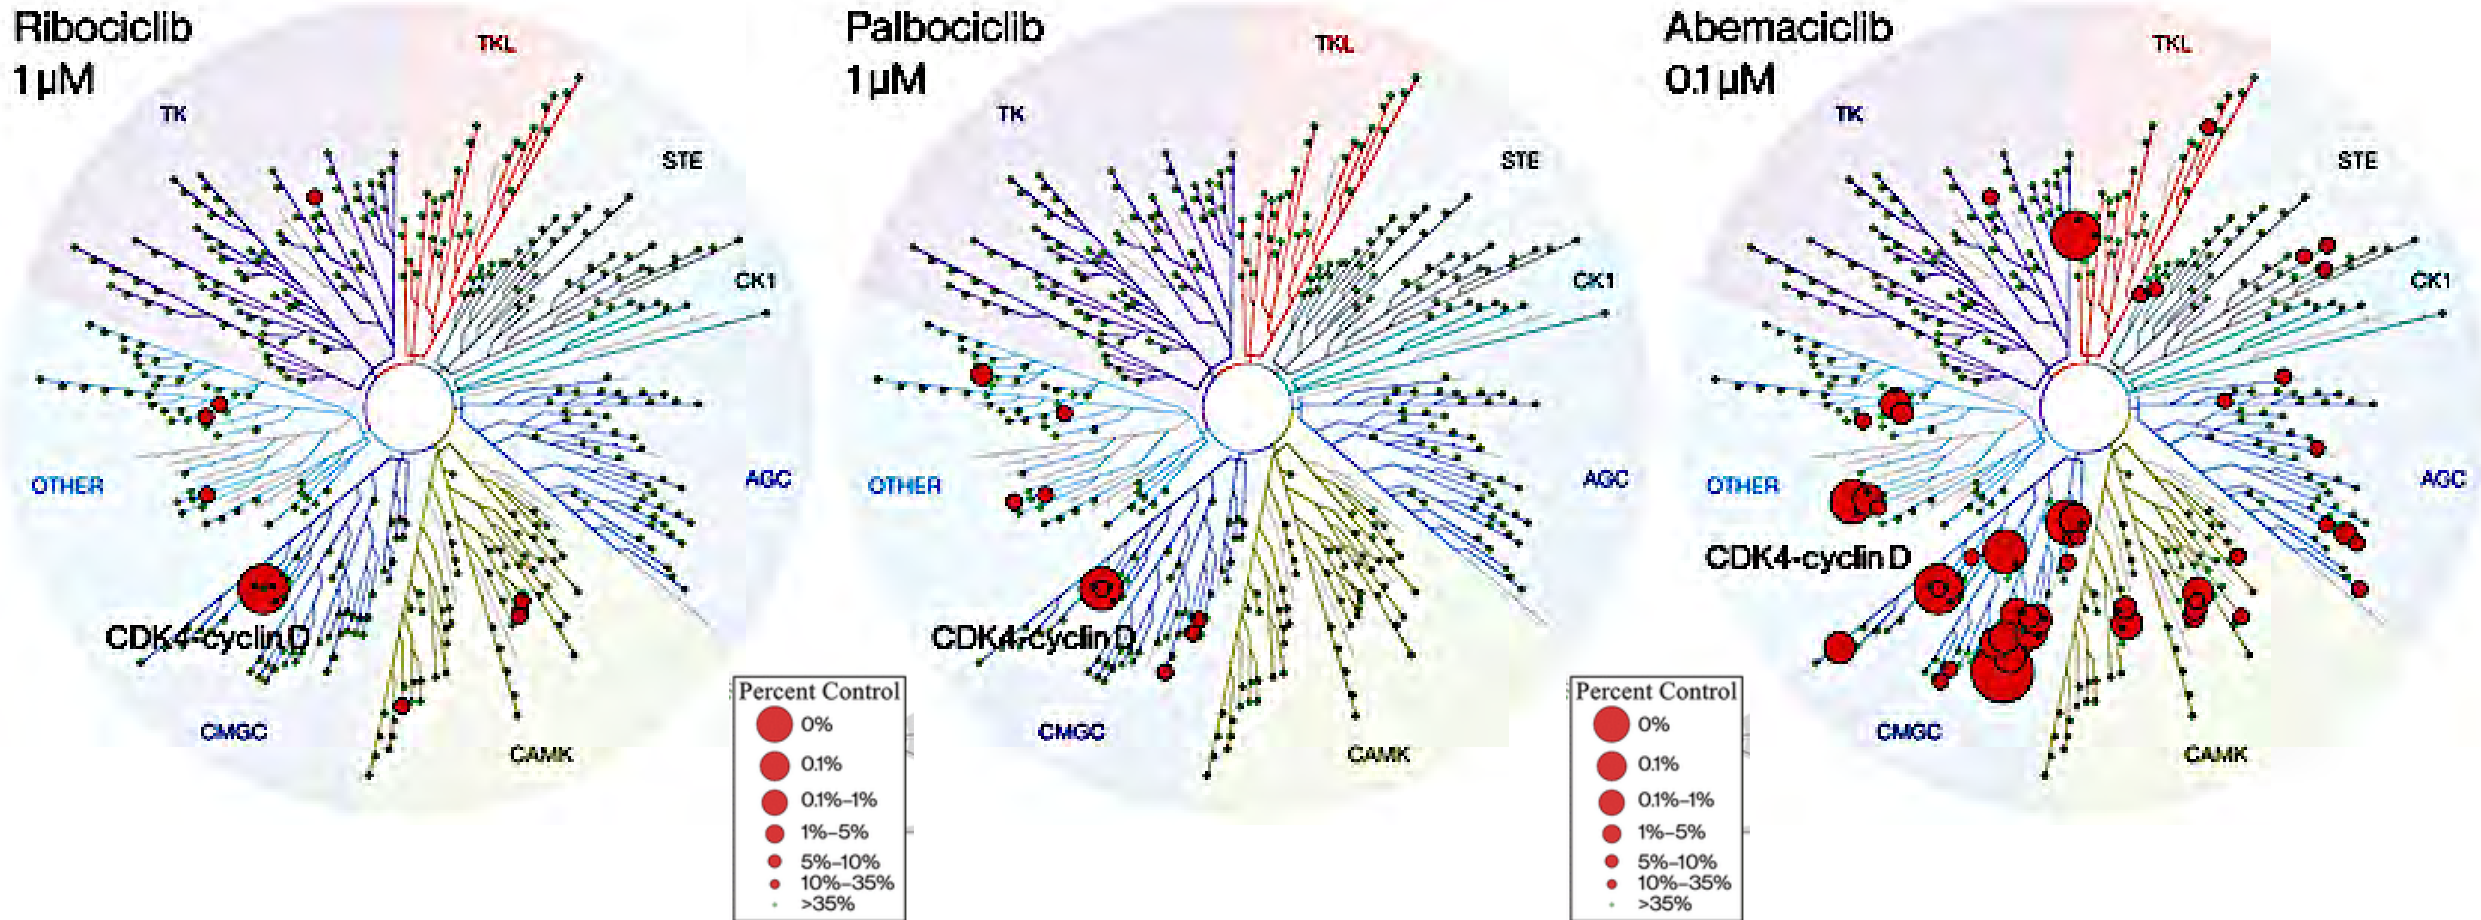 Ribociclib
1 µM
TKL
TK
STE
CK1
OTHER
AGC
CDK4-cyclin D
CMGC
CAMK
Percent Control
0%
0.1%
0.1%–1%
1%–5%
5%–10%
10%–35%
>35%
Palbociclib
1 µM
TKL
TK
STE
CK1
OTHER
AGC
CDK4-cyclin D
CMGC
CAMK
Percent Control
0%
0.1%
0.1%–1%
1%–5%
5%–10%
10%–35%
>35%
Abemaciclib
0.1 µM
TKL
TK
STE
CK1
OTHER
AGC
CDK4-cyclin D
CMGC
CAMK